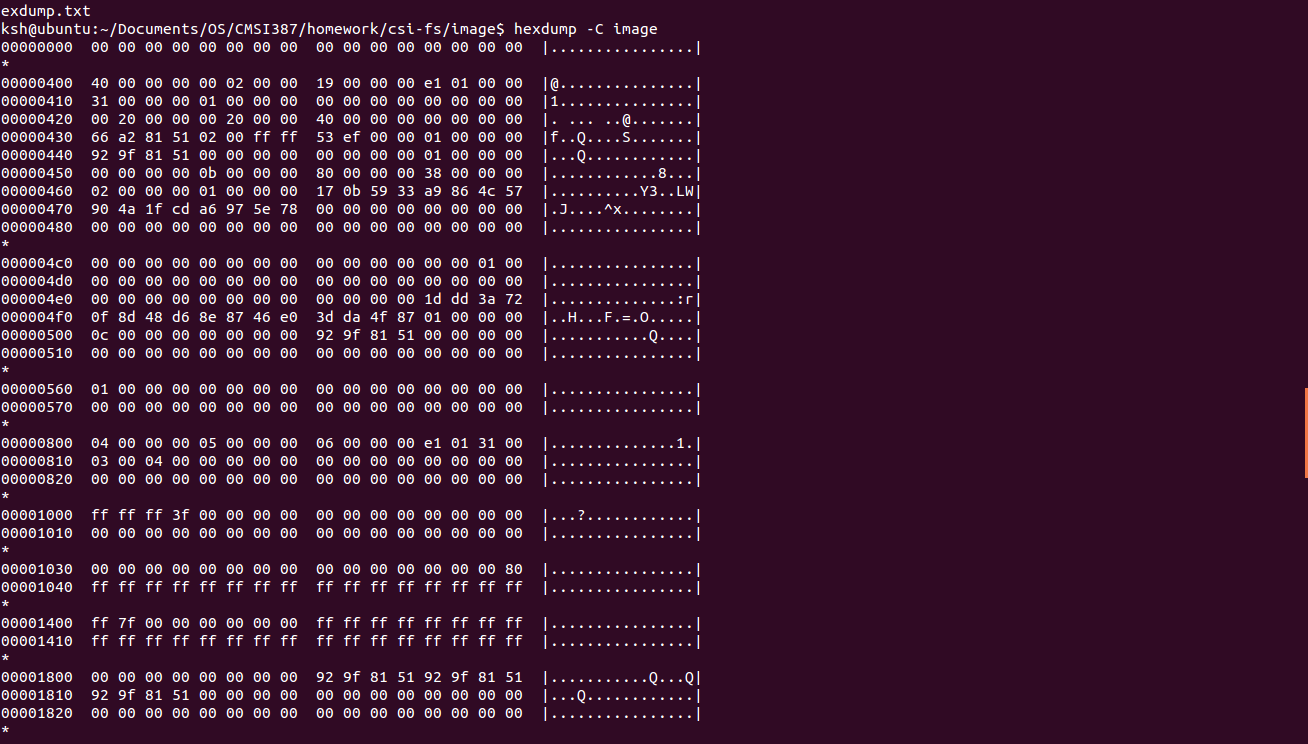 exdump.txt
ksh@ubuntu:~/Documents/OS/CMSI387/homework/csi-fs/image$ hexdump -C image
00000000  00 00 00 00 00 00 00 00  00 00 00 00 00 00 00 00  |................|
*
00000400  40 00 00 00 00 02 00 00  19 00 00 00 e1 01 00 00  |@...............|
00000410  31 00 00 00 01 00 00 00  00 00 00 00 00 00 00 00  |1...............|
00000420  00 20 00 00 00 20 00 00  40 00 00 00 00 00 00 00  |. ... ..@.......|
00000430  66 a2 81 51 02 00 ff ff  53 ef 00 00 01 00 00 00  |f..Q....S.......|
00000440  92 9f 81 51 00 00 00 00  00 00 00 00 01 00 00 00  |...Q............|
00000450  00 00 00 00 0b 00 00 00  80 00 00 00 38 00 00 00  |............8...|
00000460  02 00 00 00 01 00 00 00  17 0b 59 33 a9 86 4c 57  |..........Y3..LW|
00000470  90 4a 1f cd a6 97 5e 78  00 00 00 00 00 00 00 00  |.J....^x........|
00000480  00 00 00 00 00 00 00 00  00 00 00 00 00 00 00 00  |................|
*
000004c0  00 00 00 00 00 00 00 00  00 00 00 00 00 00 01 00  |................|
000004d0  00 00 00 00 00 00 00 00  00 00 00 00 00 00 00 00  |................|
000004e0  00 00 00 00 00 00 00 00  00 00 00 00 1d dd 3a 72  |..............:r|
000004f0  0f 8d 48 d6 8e 87 46 e0  3d da 4f 87 01 00 00 00  |..H...F.=.O.....|
00000500  0c 00 00 00 00 00 00 00  92 9f 81 51 00 00 00 00  |...........Q....|
00000510  00 00 00 00 00 00 00 00  00 00 00 00 00 00 00 00  |................|
*
00000560  01 00 00 00 00 00 00 00  00 00 00 00 00 00 00 00  |................|
00000570  00 00 00 00 00 00 00 00  00 00 00 00 00 00 00 00  |................|
*
00000800  04 00 00 00 05 00 00 00  06 00 00 00 e1 01 31 00  |..............1.|
00000810  03 00 04 00 00 00 00 00  00 00 00 00 00 00 00 00  |................|
00000820  00 00 00 00 00 00 00 00  00 00 00 00 00 00 00 00  |................|
*
00001000  ff ff ff 3f 00 00 00 00  00 00 00 00 00 00 00 00  |...?............|
00001010  00 00 00 00 00 00 00 00  00 00 00 00 00 00 00 00  |................|
*
00001030  00 00 00 00 00 00 00 00  00 00 00 00 00 00 00 80  |................|
00001040  ff ff ff ff ff ff ff ff  ff ff ff ff ff ff ff ff  |................|
*
00001400  ff 7f 00 00 00 00 00 00  ff ff ff ff ff ff ff ff  |................|
00001410  ff ff ff ff ff ff ff ff  ff ff ff ff ff ff ff ff  |................|
*
00001800  00 00 00 00 00 00 00 00  92 9f 81 51 92 9f 81 51  |...........Q...Q|
00001810  92 9f 81 51 00 00 00 00  00 00 00 00 00 00 00 00  |...Q............|
00001820  00 00 00 00 00 00 00 00  00 00 00 00 00 00 00 00  |................|
*